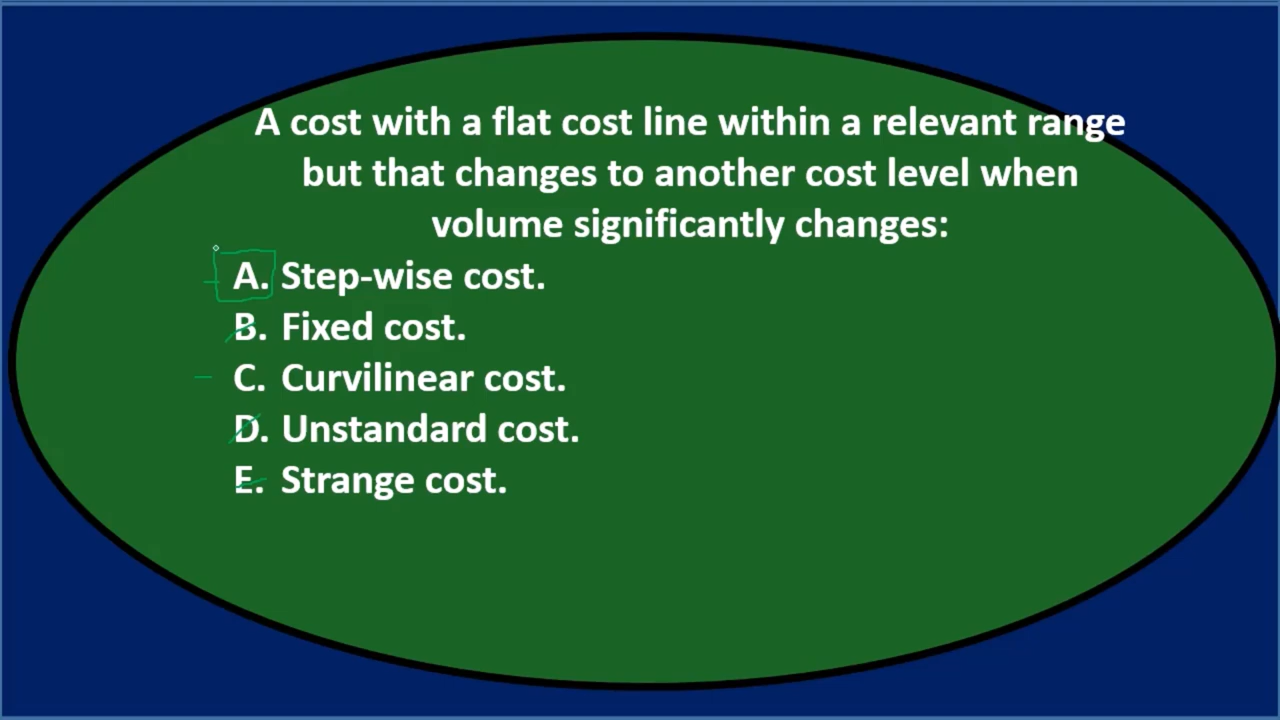 A cost with a flat cost line within a relevant range
but that changes to another cost level when
volume significantly changes:
A. Step-wise cost.
B. Fixed cost.
C. Curvilinear cost.
D. Unstandard cost.
E. Strange cost.